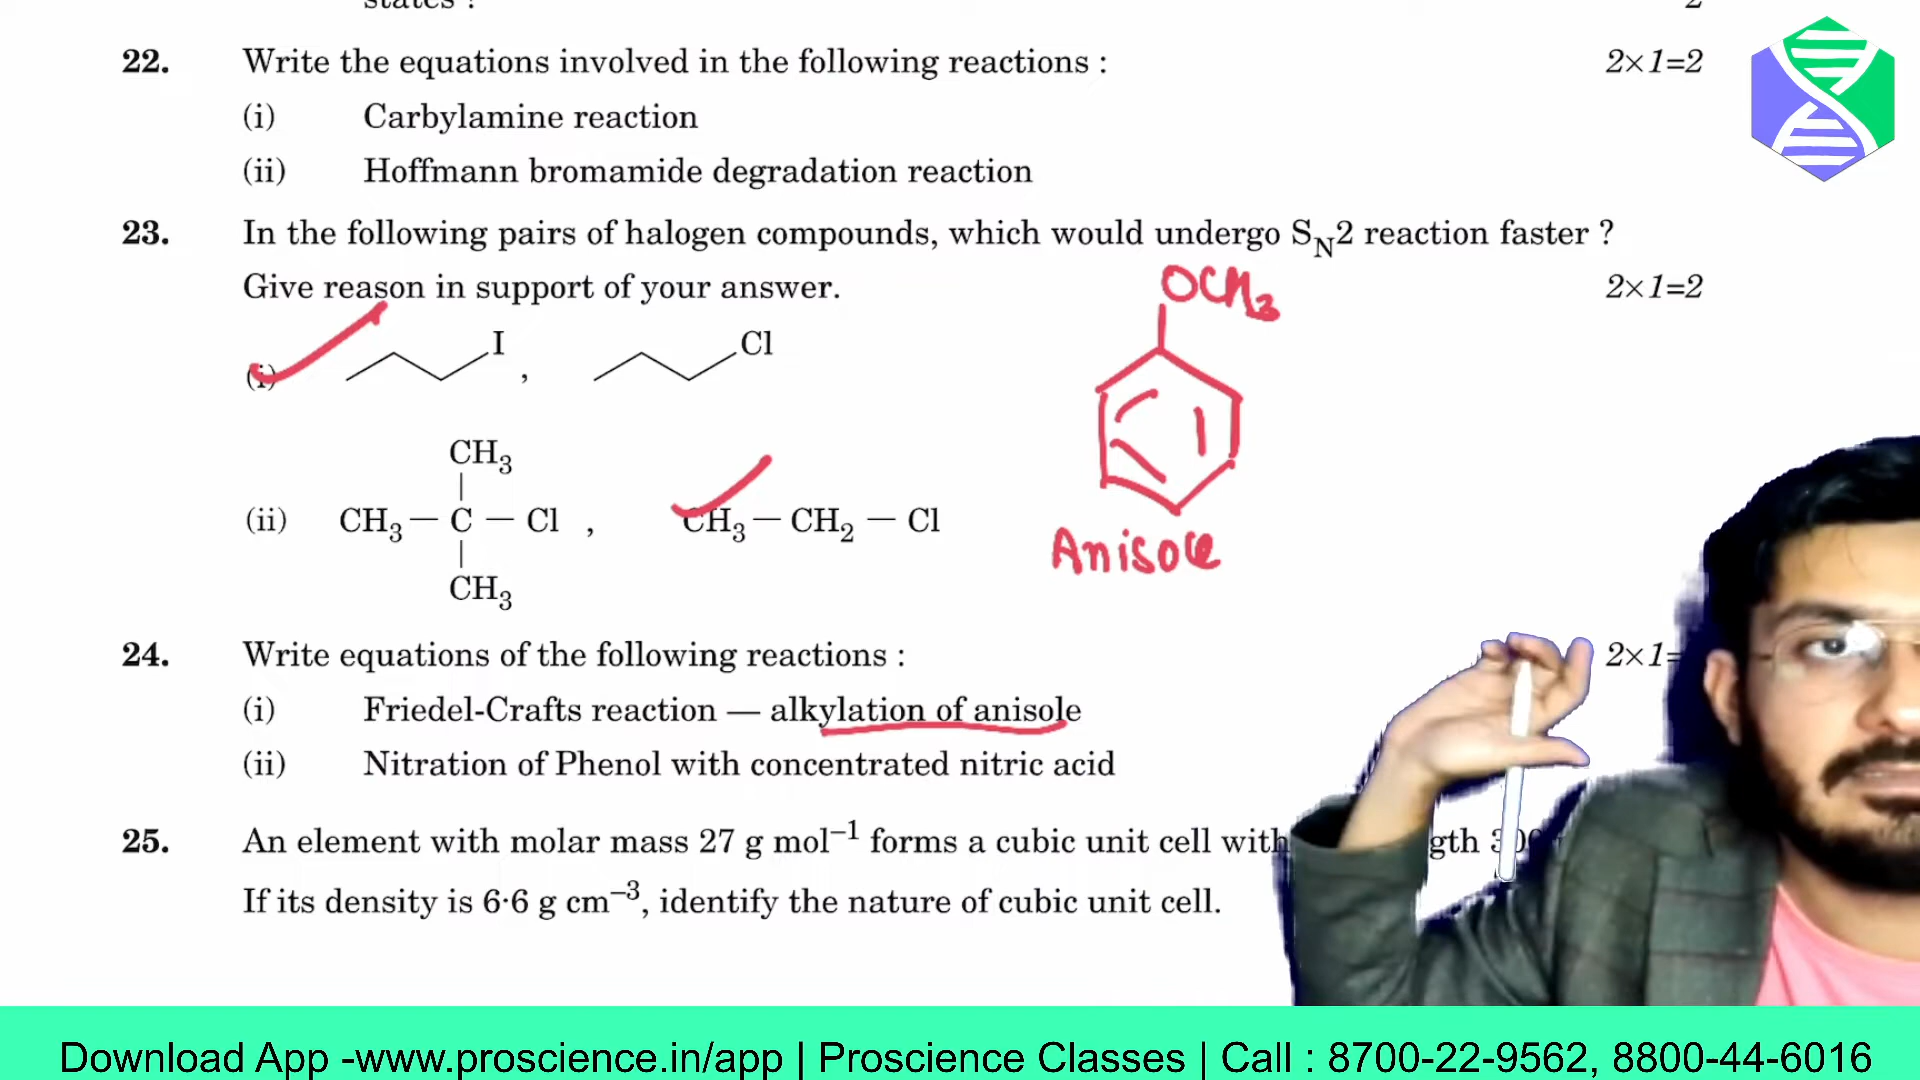 states ? 2
22. Write the equations involved in the following reactions : 2×1=2
(i) Carbylamine reaction
(ii) Hoffmann bromamide degradation reaction
23. In the following pairs of halogen compounds, which would undergo SN2 reaction faster ?
Give reason in support of your answer. 2×1=2
OCH3
(i) I , Cl
CH3
(ii) CH3 — C — Cl , CH3 — CH2 — Cl
CH3
Anisole
24. Write equations of the following reactions : 2×1=
(i) Friedel-Crafts reaction — alkylation of anisole
(ii) Nitration of Phenol with concentrated nitric acid
25. An element with molar mass 27 g mol−1 forms a cubic unit cell with
If its density is 6·6 g cm−3, identify the nature of cubic unit cell.
Download App -www.proscience.in/app | Proscience Classes | Call : 8700-22-9562, 8800-44-6016